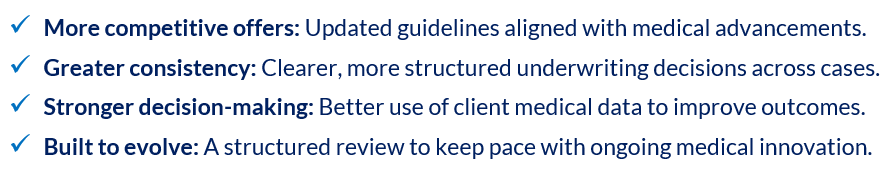 ✓ More competitive offers: Updated guidelines aligned with medical advancements.
✓ Greater consistency: Clearer, more structured underwriting decisions across cases.
✓ Stronger decision-making: Better use of client medical data to improve outcomes.
✓ Built to evolve: A structured review to keep pace with ongoing medical innovation.